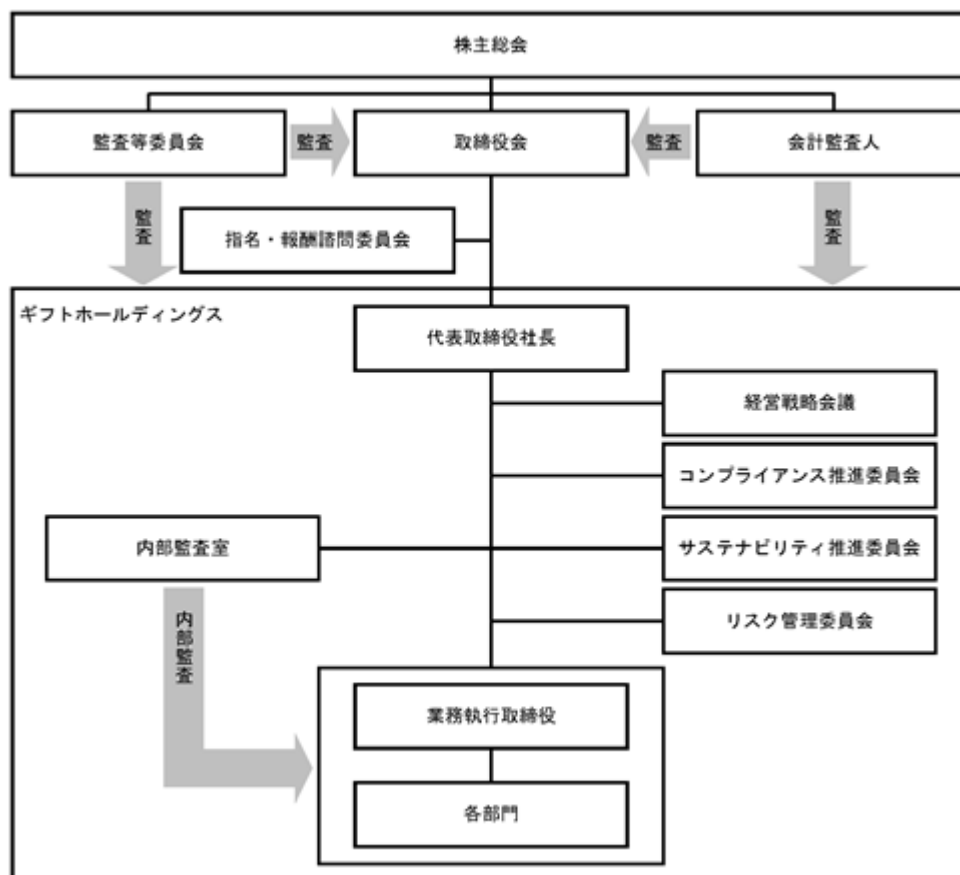 株主総会
監査等委員会
監査
取締役会
監査
会計監査人
監査
指名・報酬諮問委員会
監査
ギフトホールディングス
代表取締役社長
経営戦略会議
コンプライアンス推進委員会
内部監査室
サステナビリティ推進委員会
リスク管理委員会
内部監査
業務執行取締役
各部門